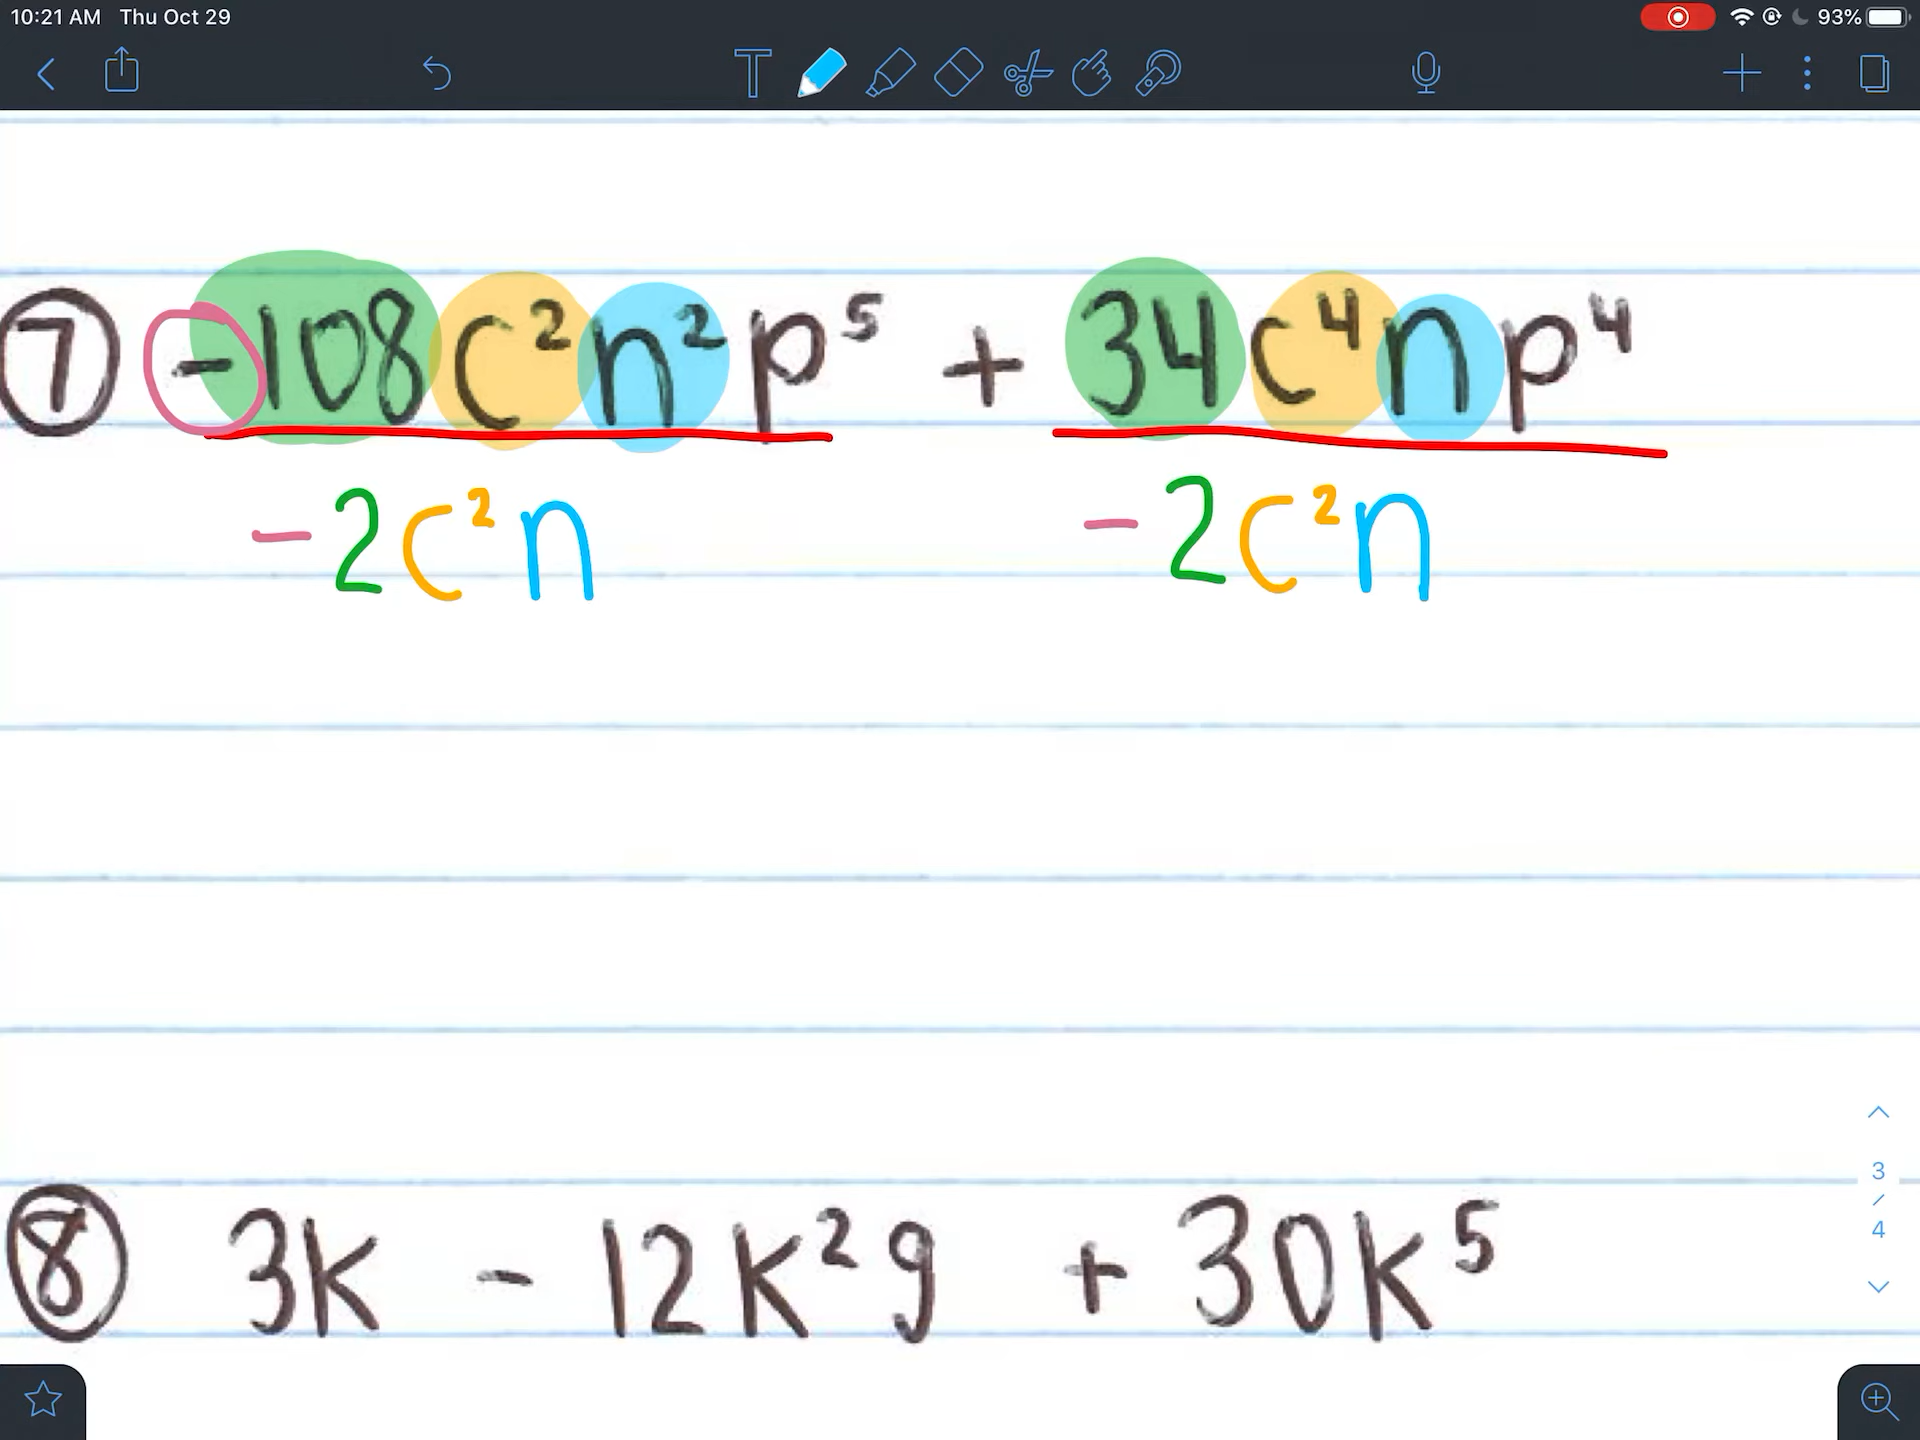 10:21 AM Thu Oct 29 93%
T
7 -108c²n²p⁵ + 34c⁴np⁴
-2c²n -2c²n
3
/
4
8 3k - 12k²g + 30k⁵